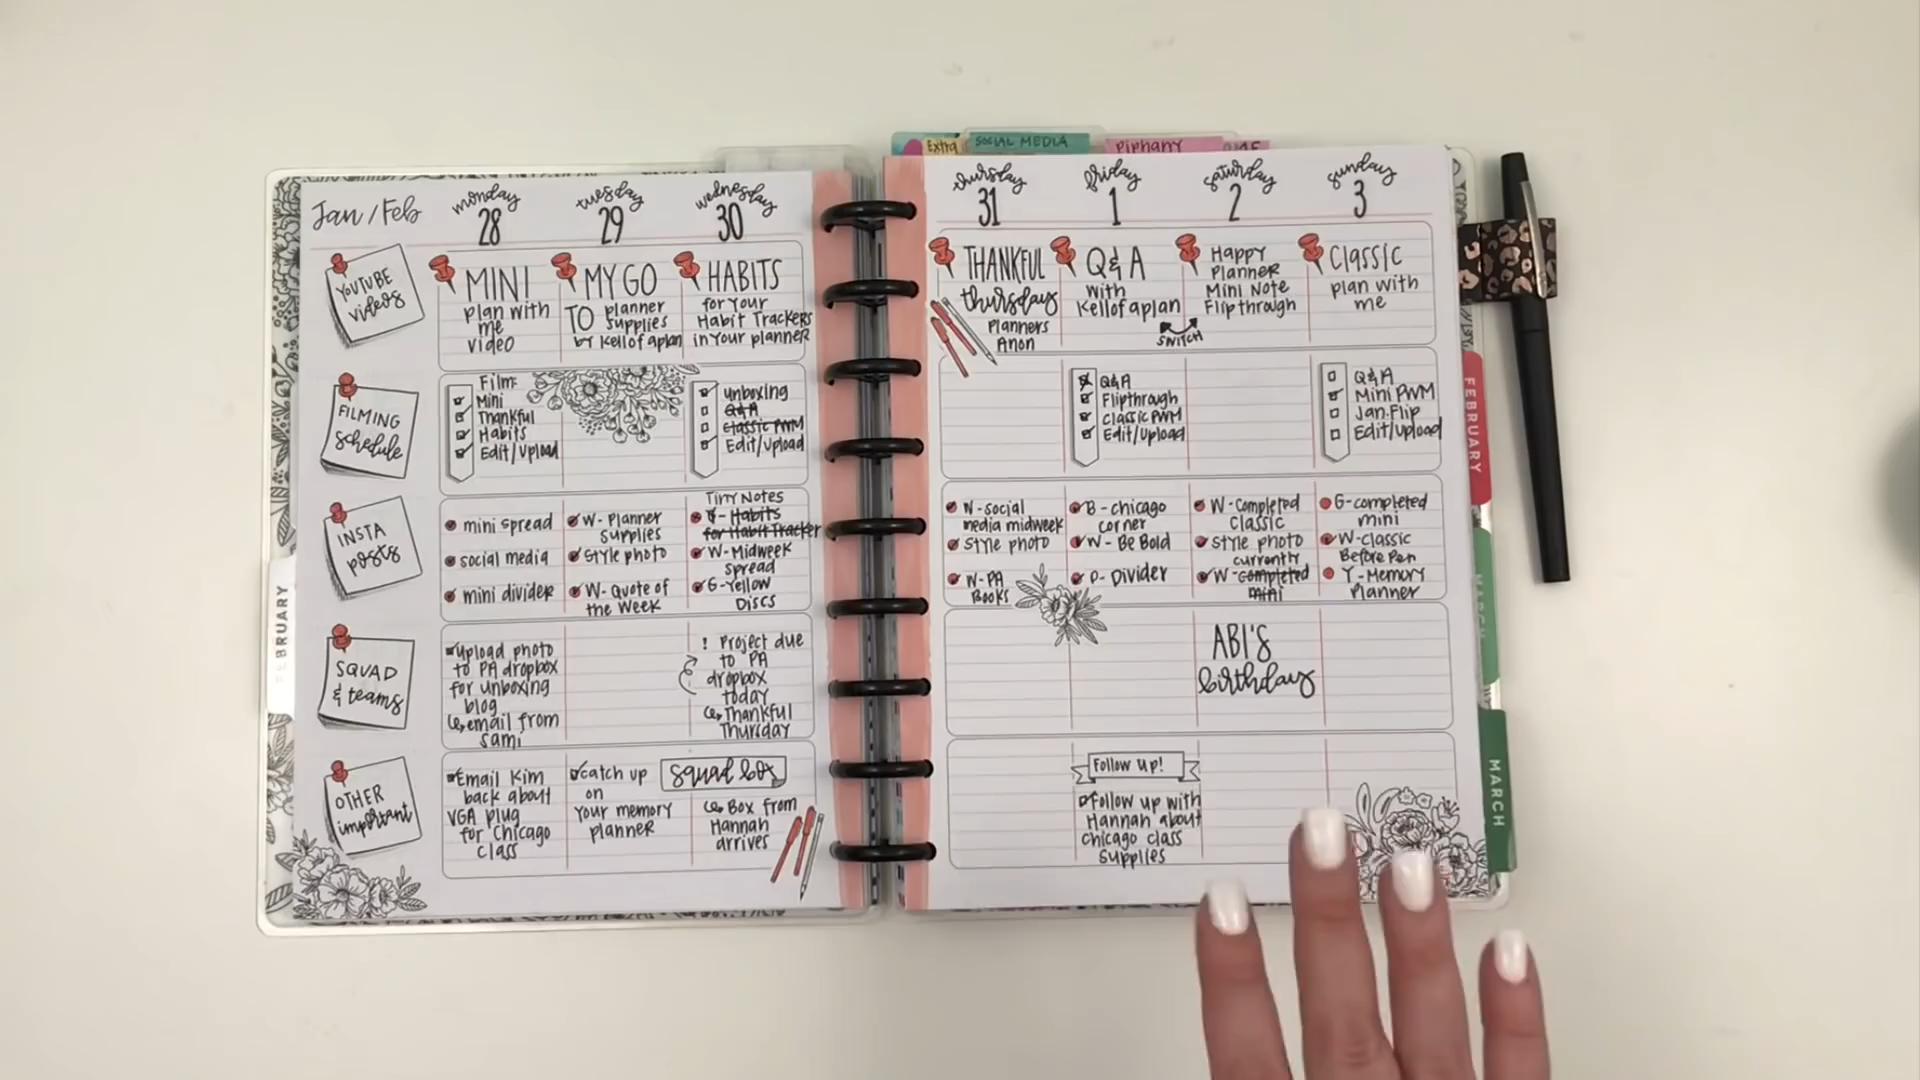 Extra
SOCIAL MEDIA
Piphany
Jan/Feb
monday
28
tuesday
29
wednesday
30
thursday
31
friday
1
saturday
2
sunday
3
YOUTUBE
videos
MINI
plan with
me
video
MY GO
TO planner
supplies
by Kellofaplan
HABITS
for your
Habit Trackers
in your planner
THANKFUL
thursday
Planners
Anon
Q&A
with
Kellofaplan
SWITCH
Happy
Planner
Mini Note
Flipthrough
Classic
plan with
me
FILMING
schedule
Film:
Mini
Thankful
Habits
Edit/Upload
unboxing
Q&A
Classic PWM
Edit/Upload
Q&A
Flipthrough
Classic PWM
Edit/Upload
Q&A
Mini PWM
Jan. Flip
Edit/Upload
INSTA
posts
mini spread
social media
mini divider
W- Planner
supplies
Style photo
W- Quote of
the Week
Tiny Notes
Habits
for Habit Tracker
W- Midweek
spread
G- Yellow
Discs
W- social
media midweek
Style photo
W- PA
Books
B - chicago
corner
W- Be Bold
D- Divider
W- Completed
Classic
Style photo
currently
W- completed
mini
G- completed
mini
W- classic
Before Pen
Y- Memory
Planner
SQUAD
& teams
Upload photo
to PA dropbox
for unboxing
blog
email from
Sami
! Project due
to PA
dropbox
today
Thankful
Thursday
ABI'S
birthday
OTHER
important
Email Kim
back about
VGA plug
for Chicago
class
catch up
on
Your memory
planner
squad box
Box from
Hannah
arrives
Follow Up!
Follow up with
Hannah about
Chicago class
Supplies
FEBRUARY
FEBRUARY
MARCH
MARCH